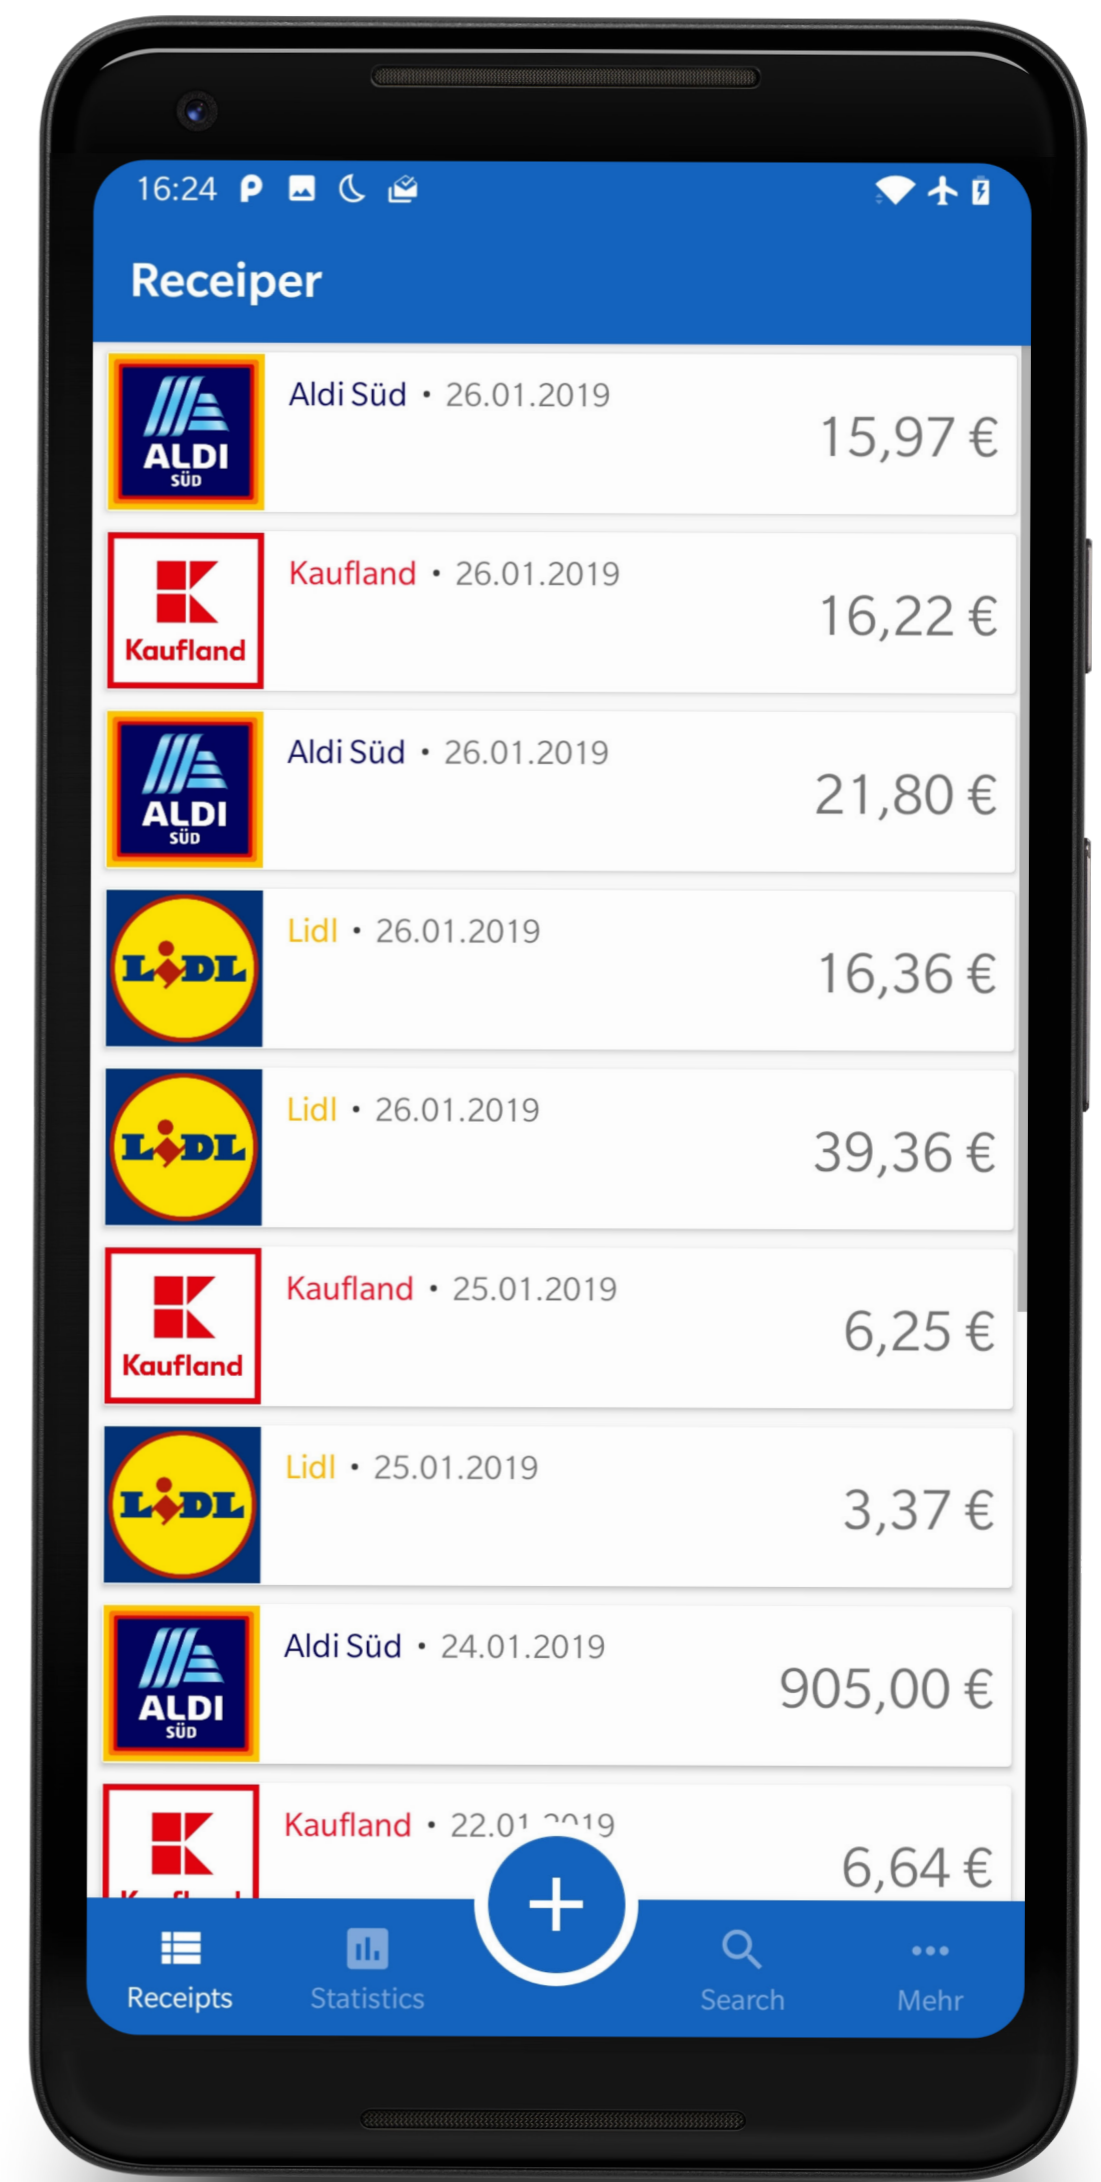 16:24
Receiper
ALDI
SÜD
Aldi Süd • 26.01.2019
15,97 €
Kaufland
Kaufland • 26.01.2019
16,22 €
ALDI
SÜD
Aldi Süd • 26.01.2019
21,80 €
LIDL
Lidl • 26.01.2019
16,36 €
LIDL
Lidl • 26.01.2019
39,36 €
Kaufland
Kaufland • 25.01.2019
6,25 €
LIDL
Lidl • 25.01.2019
3,37 €
ALDI
SÜD
Aldi Süd • 24.01.2019
905,00 €
Kaufland • 22.01.2019
6,64 €
Receipts
Statistics
Search
Mehr